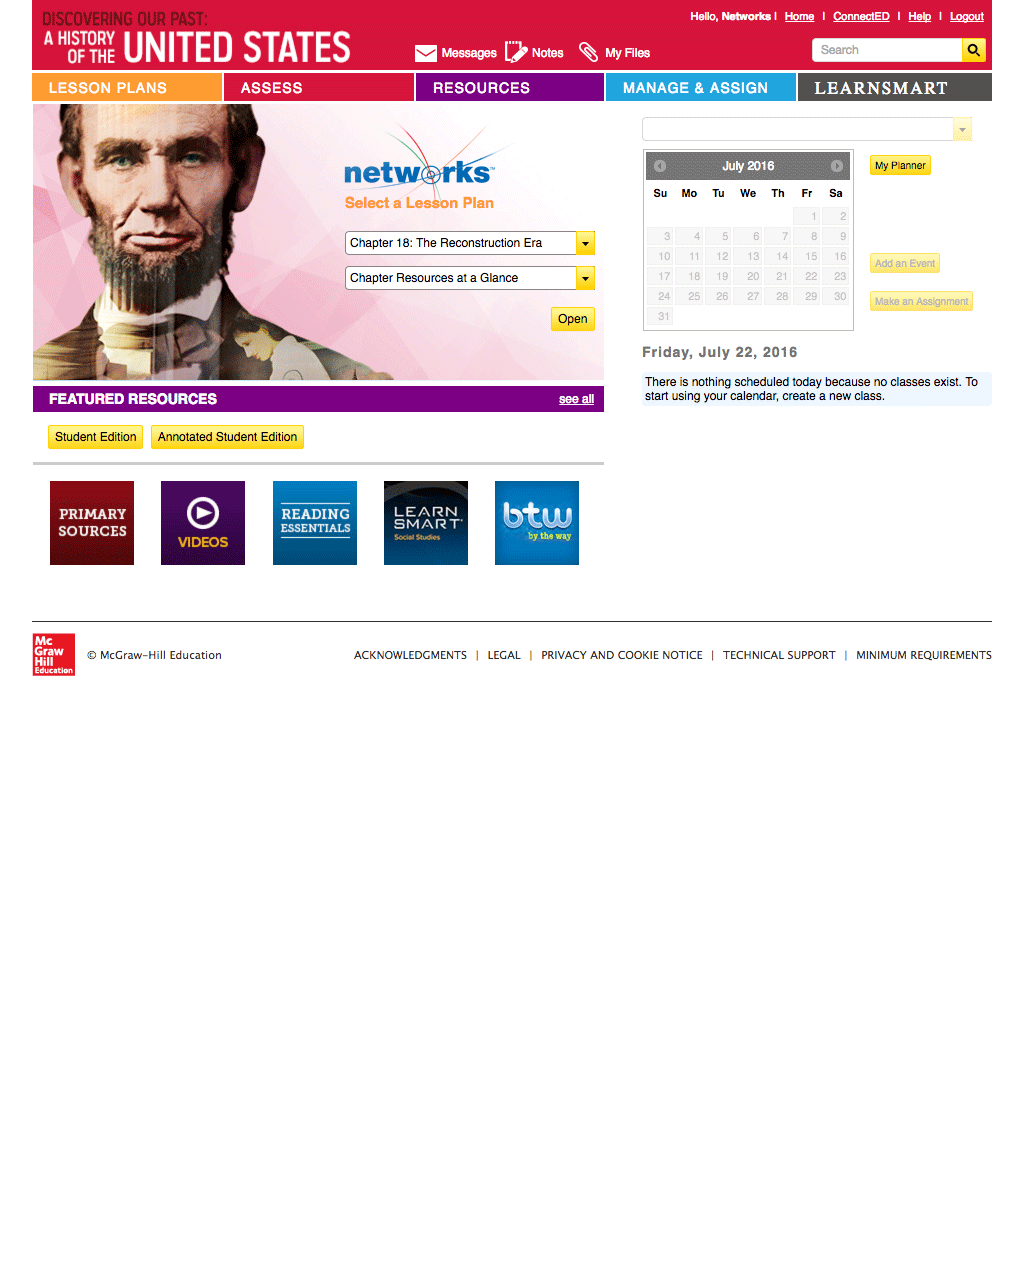 DISCOVERING OUR PAST:
A HISTORY OF THE UNITED STATES
Hello, Networks | Home | ConnectED | Help | Logout
Messages Notes My Files
Search
LESSON PLANS ASSESS RESOURCES MANAGE & ASSIGN LEARNSMART
networks™
Select a Lesson Plan
Chapter 18: The Reconstruction Era
Chapter Resources at a Glance
Open
July 2016
Su Mo Tu We Th Fr Sa
1 2
3 4 5 6 7 8 9
10 11 12 13 14 15 16
17 18 19 20 21 22 23
24 25 26 27 28 29 30
31
My Planner
Add an Event
Make an Assignment
Friday, July 22, 2016
There is nothing scheduled today because no classes exist. To
start using your calendar, create a new class.
FEATURED RESOURCES see all
Student Edition Annotated Student Edition
PRIMARY
SOURCES
VIDEOS
READING
ESSENTIALS
LEARN
SMART
Social Studies
btw
by the way
Mc
Graw
Hill
Education
© McGraw-Hill Education
ACKNOWLEDGMENTS | LEGAL | PRIVACY AND COOKIE NOTICE | TECHNICAL SUPPORT | MINIMUM REQUIREMENTS